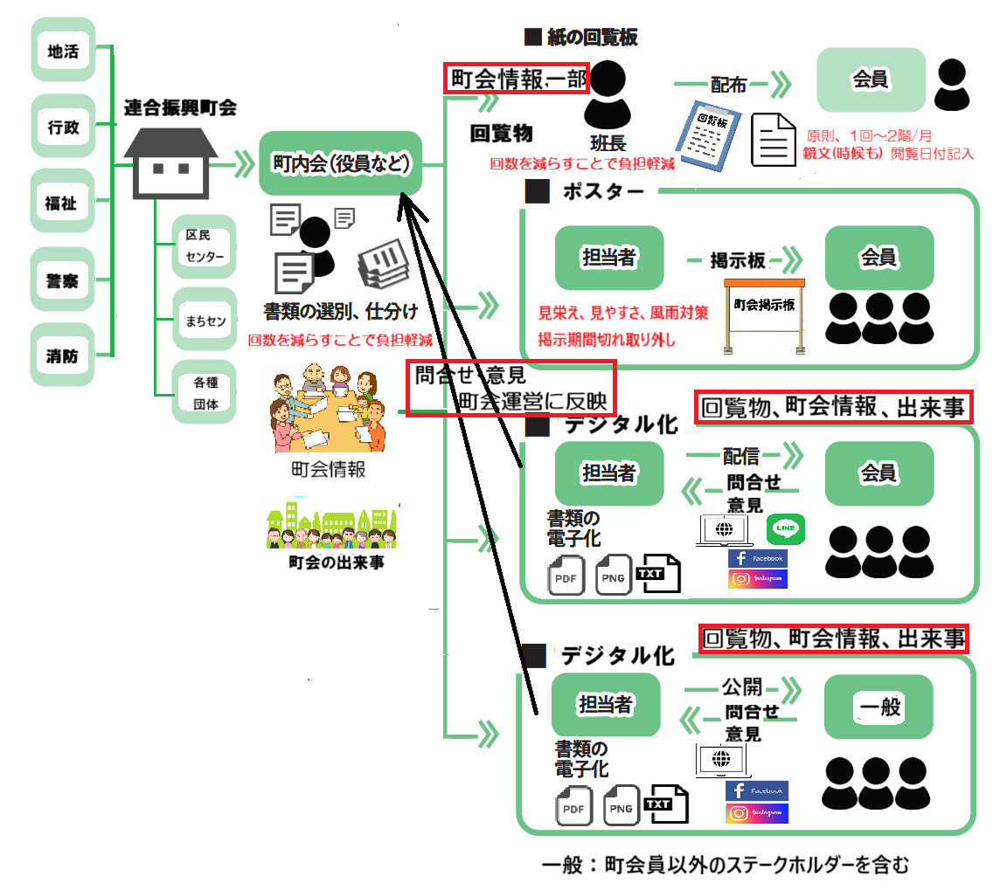 地活
行政
福祉
警察
消防
連合振興町会
区民
センター
まちセン
各種
団体
町内会(役員など)
書類の選別、仕分け
回数を減らすことで負担軽減
町会情報
町会の出来事
問合せ・意見
町会運営に反映
■ 紙の回覧板
町会情報、一部
回覧物
班長
回数を減らすことで負担軽減
配布
回覧板
会員
原則、1回～2階/月
鏡文(時候も) 閲覧日付記入
■ ポスター
担当者
掲示板
会員
町会掲示板
見栄え、見やすさ、風雨対策
掲示期間切れ取り外し
■ デジタル化
回覧物、町会情報、出来事
担当者
配信
問合せ
意見
会員
書類の
電子化
PDF
PNG
TXT
LINE
Facebook
Instagram
■ デジタル化
回覧物、町会情報、出来事
担当者
公開
問合せ
意見
一般
書類の
電子化
PDF
PNG
TXT
Facebook
Instagram
一般：町会員以外のステークホルダーを含む